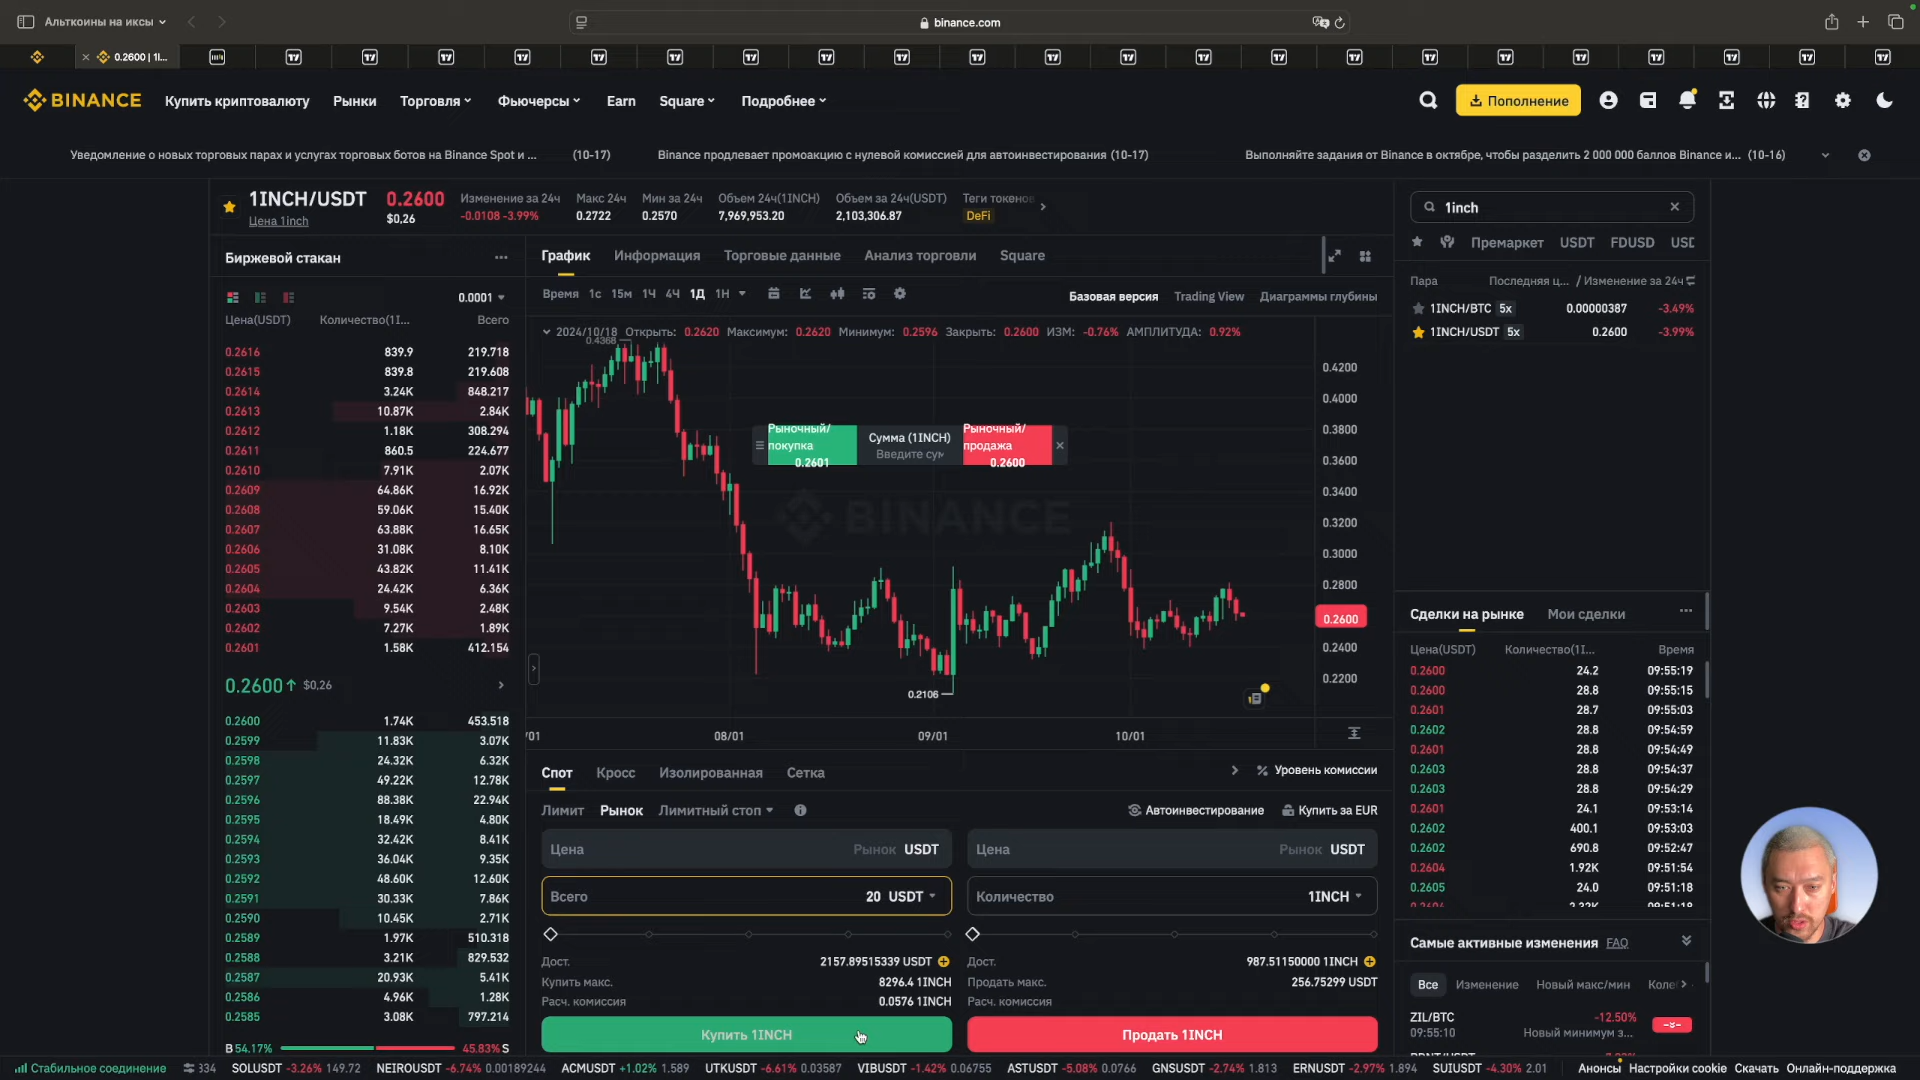 Альткоины на иксы
binance.com
0.2600 | 1I...
BINANCE
Купить криптовалюту
Рынки
Торговля
Фьючерсы
Earn
Square
Подробнее
Пополнение
Уведомление о новых торговых парах и услугах торговых ботов на Binance Spot и ... (10-17)
Binance продлевает промоакцию с нулевой комиссией для автоинвестирования (10-17)
Выполняйте задания от Binance в октябре, чтобы разделить 2 000 000 баллов Binance и... (10-16)
1INCH/USDT
Цена 1inch
0.2600
$0,26
Изменение за 24ч
-0.0108 -3.99%
Макс 24ч
0.2722
Мин за 24ч
0.2570
Объем 24ч(1INCH)
7,969,953.20
Объем за 24ч(USDT)
2,103,306.87
Теги токенов
DeFi
Биржевой стакан
0.0001
Цена(USDT) Количество(1I... Всего
0.2616 839.9 219.718
0.2615 839.8 219.608
0.2614 3.24K 848.217
0.2613 10.87K 2.84K
0.2612 1.18K 308.294
0.2611 860.5 224.677
0.2610 7.91K 2.07K
0.2609 64.86K 16.92K
0.2608 59.06K 15.40K
0.2607 63.88K 16.65K
0.2606 31.08K 8.10K
0.2605 43.82K 11.41K
0.2604 24.42K 6.36K
0.2603 9.54K 2.48K
0.2602 7.27K 1.89K
0.2601 1.58K 412.154
0.2600↑ $0,26
0.2600 1.74K 453.518
0.2599 11.83K 3.07K
0.2598 24.32K 6.32K
0.2597 49.22K 12.78K
0.2596 88.38K 22.94K
0.2595 18.49K 4.80K
0.2594 32.42K 8.41K
0.2593 36.04K 9.35K
0.2592 48.60K 12.60K
0.2591 30.33K 7.86K
0.2590 10.45K 2.71K
0.2589 1.97K 510.318
0.2588 3.21K 829.532
0.2587 20.93K 5.41K
0.2586 4.96K 1.28K
0.2585 3.08K 797.214
B 54.17% 45.83% S
График
Информация
Торговые данные
Анализ торговли
Square
Время 1с 15м 1Ч 4Ч 1Д 1Н
Базовая версия
Trading View
Диаграммы глубины
2024/10/18 Открыть: 0.2620 Максимум: 0.2620 Минимум: 0.2596 Закрыть: 0.2600 ИЗМ: -0.76% АМПЛИТУДА: 0.92%
0.4368
0.4200
0.4000
0.3800
0.3600
0.3400
0.3200
0.3000
0.2800
0.2600
0.2400
0.2200
Рыночный/
покупка
0.2601
Сумма (1INCH)
Введите сум
Рыночный/
продажа
0.2600
BINANCE
0.2106
/01 08/01 09/01 10/01
Спот
Кросс
Изолированная
Сетка
% Уровень комиссии
Лимит
Рынок
Лимитный стоп
Автоинвестирование
Купить за EUR
Цена Рынок USDT
Всего 20 USDT
Дост. 2157.89515339 USDT
Купить макс. 8296.4 1INCH
Расч. комиссия 0.0576 1INCH
Купить 1INCH
Цена Рынок USDT
Количество 1INCH
Дост. 987.51150000 1INCH
Продать макс. 256.75299 USDT
Расч. комиссия
Продать 1INCH
1inch
Премаркет USDT FDUSD USD
Пара Последняя ц... / Изменение за 24ч
1INCH/BTC 5x 0.00000387 -3.49%
1INCH/USDT 5x 0.2600 -3.99%
Сделки на рынке
Мои сделки
Цена(USDT) Количество(1I... Время
0.2600 24.2 09:55:19
0.2600 28.8 09:55:15
0.2601 28.7 09:55:03
0.2602 28.8 09:54:59
0.2601 28.8 09:54:49
0.2603 28.8 09:54:37
0.2603 28.8 09:54:29
0.2601 24.1 09:53:14
0.2602 400.1 09:53:03
0.2602 690.8 09:52:47
0.2604 1.92K 09:51:54
0.2605 24.0 09:51:18
Самые активные изменения FAQ
Все Изменение Новый макс/мин Коле
ZIL/BTC -12.50%
09:55:10 Новый минимум з...
Стабильное соединение
334
SOLUSDT -3.26% 149.72
NEIROUSDT -6.74% 0.00189244
ACMUSDT +1.02% 1.589
UTKUSDT -6.61% 0.03587
VIBUSDT -1.42% 0.06755
ASTUSDT -5.08% 0.0766
GNSUSDT -2.74% 1.813
ERNUSDT -2.97% 1.894
SUIUSDT -4.30% 2.01
Анонсы
Настройки cookie
Скачать
Онлайн-поддержка